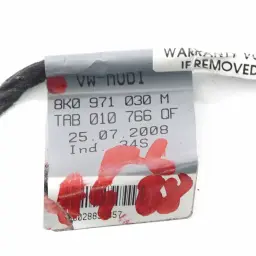 WARRANTY V
IF REMOVED
VW-AUDI
8K0 971 030 M
TAB 010 766 OF
25.07.2008
Ind. 34S